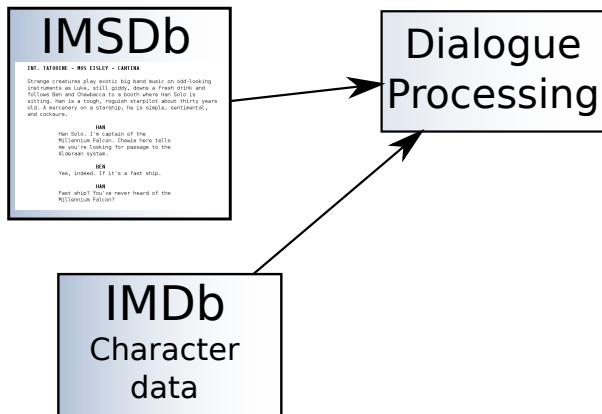 IMSDb
INT. TATOOINE - MOS EISLEY - CANTINA
Strange creatures play exotic big band music on odd-looking
instruments as Luke, still giddy, downs a fresh drink and
follows Ben and Chewbacca to a booth where Han Solo is
sitting. Han is a tough, roguish starpilot about thirty years
old. A mercenary on a starship, he is simple, sentimental,
and cocksure.
HAN
Han Solo. I'm captain of the
Millennium Falcon. Chewie here tells
me you're looking for passage to the
Alderaan system.
BEN
Yes, indeed. If it's a fast ship.
HAN
Fast ship? You've never heard of the
Millennium Falcon?
Dialogue
Processing
IMDb
Character
data